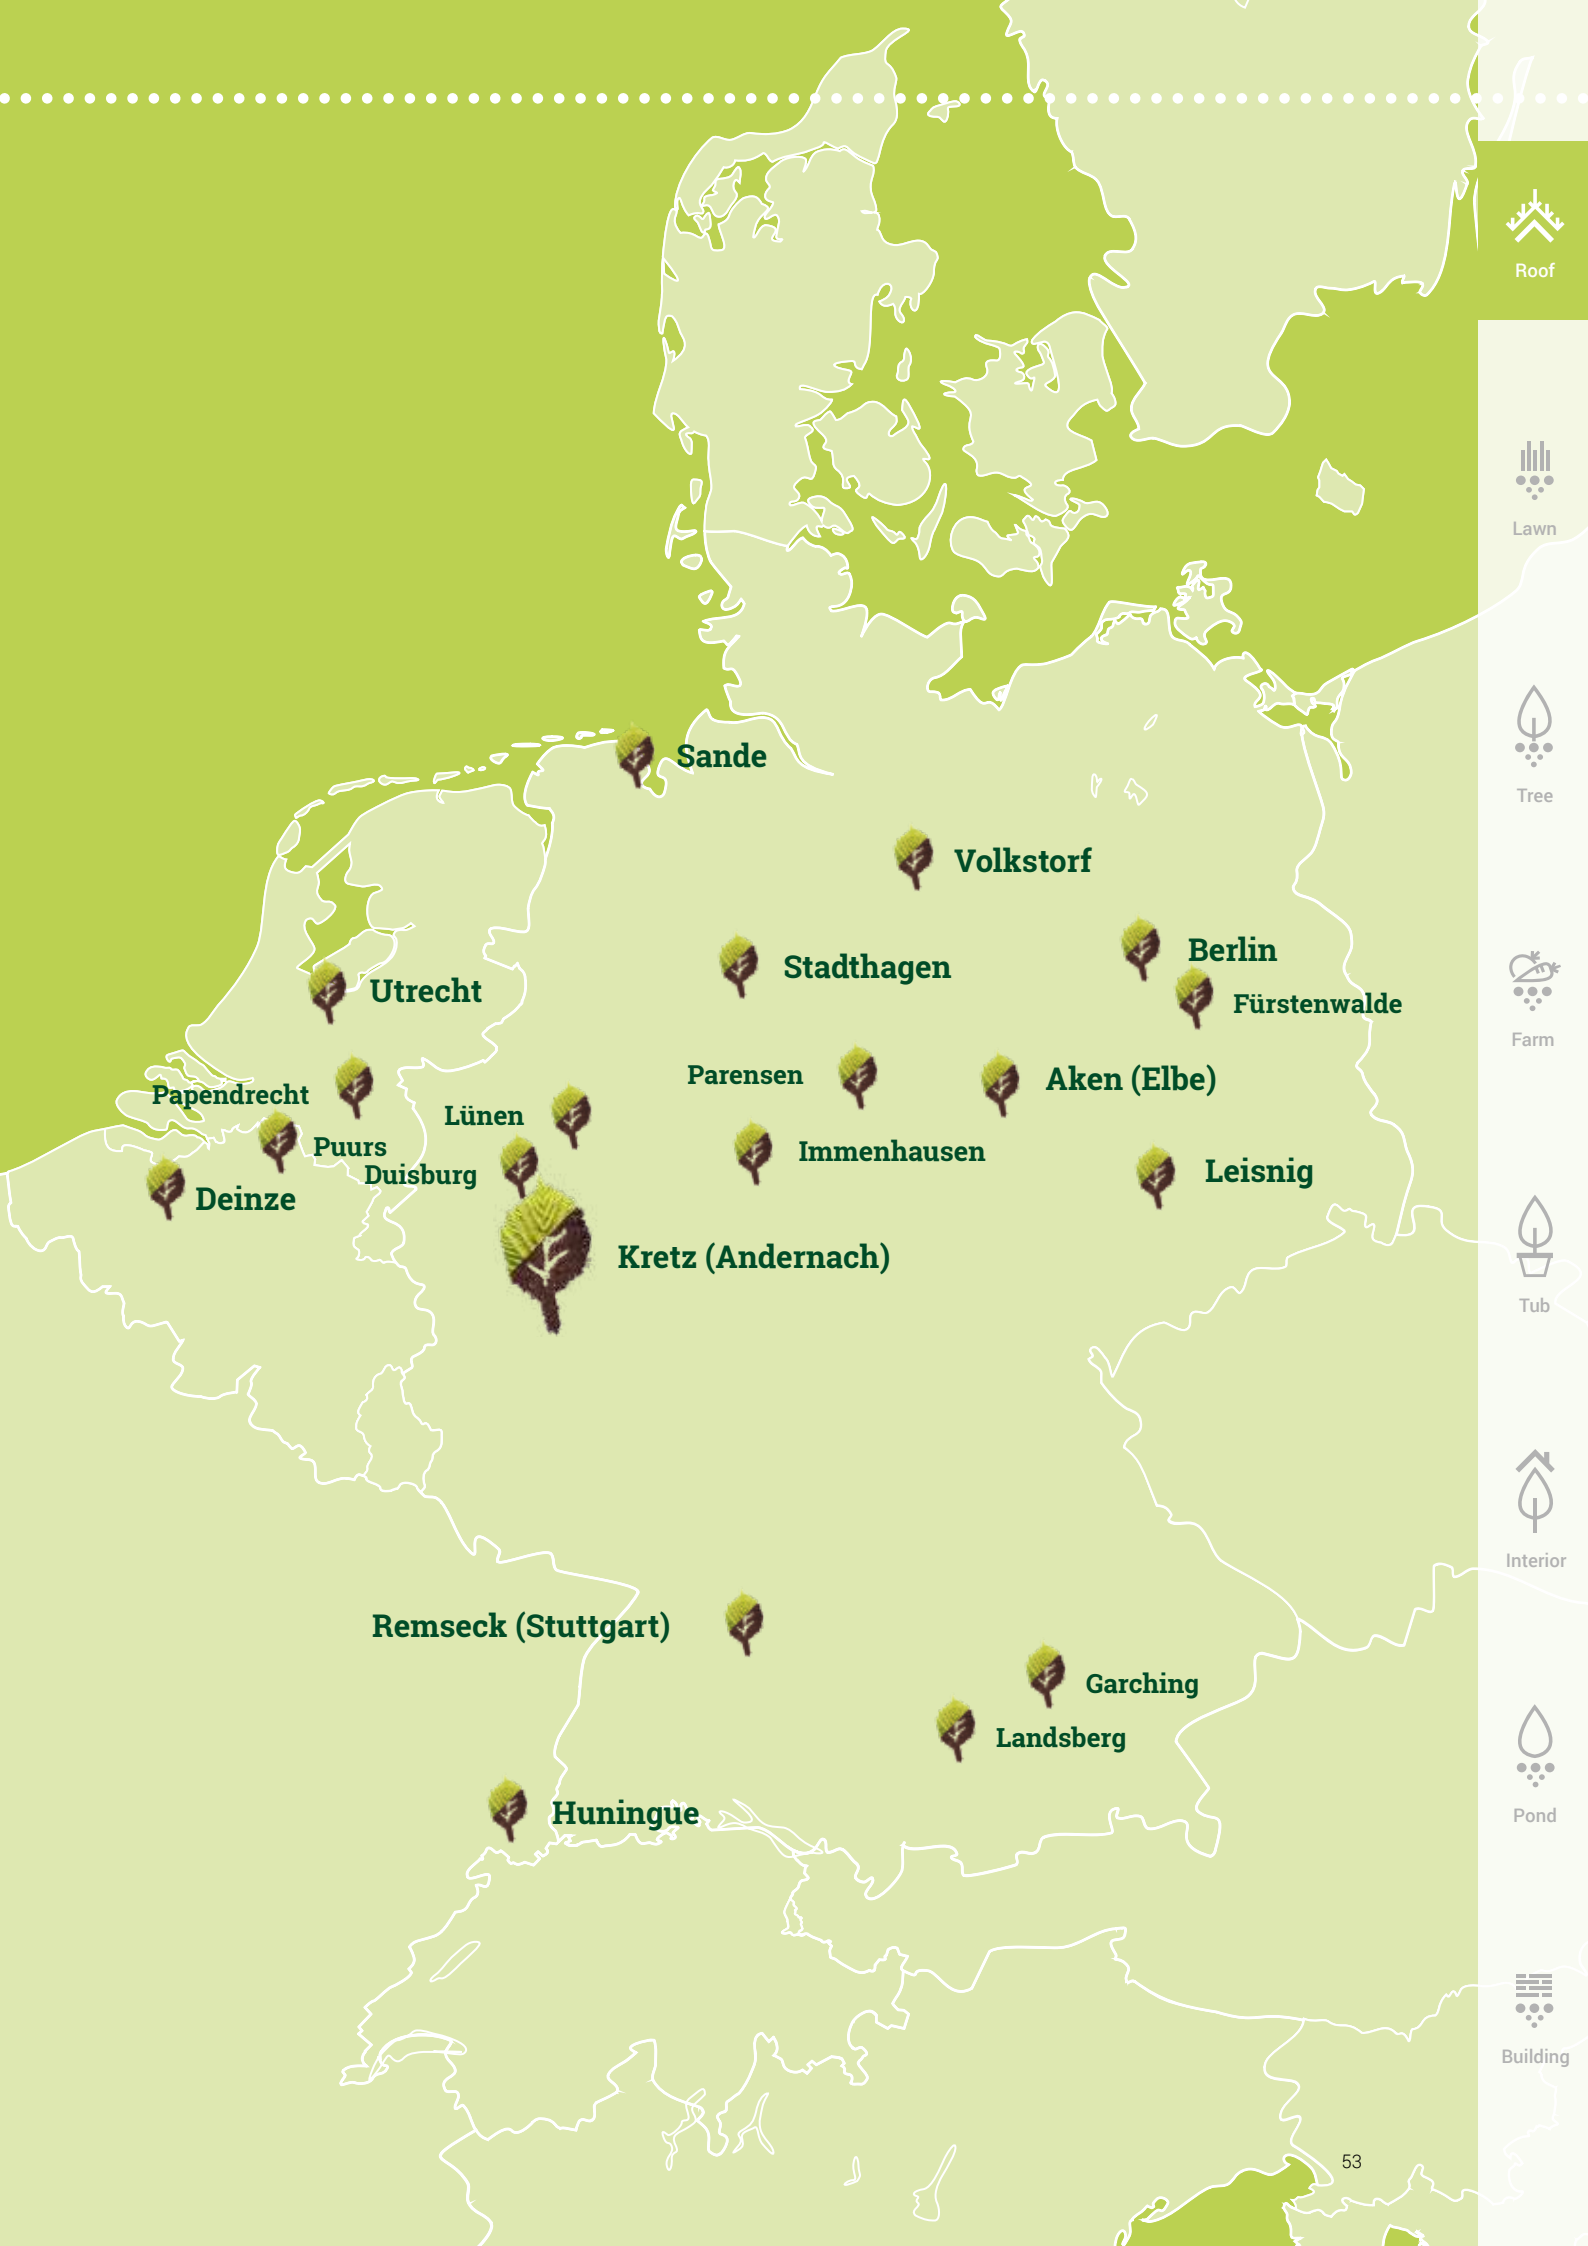 Roof
Lawn
Sande
Tree
Volkstorf
Berlin
Stadthagen
Utrecht
Fürstenwalde
Farm
Parensen
Aken (Elbe)
Papendrecht
Lünen
Puurs
Immenhausen
Duisburg
Leisnig
Deinze
Kretz (Andernach)
Tub
Interior
Remseck (Stuttgart)
Garching
Landsberg
Huningue
Pond
Building
53